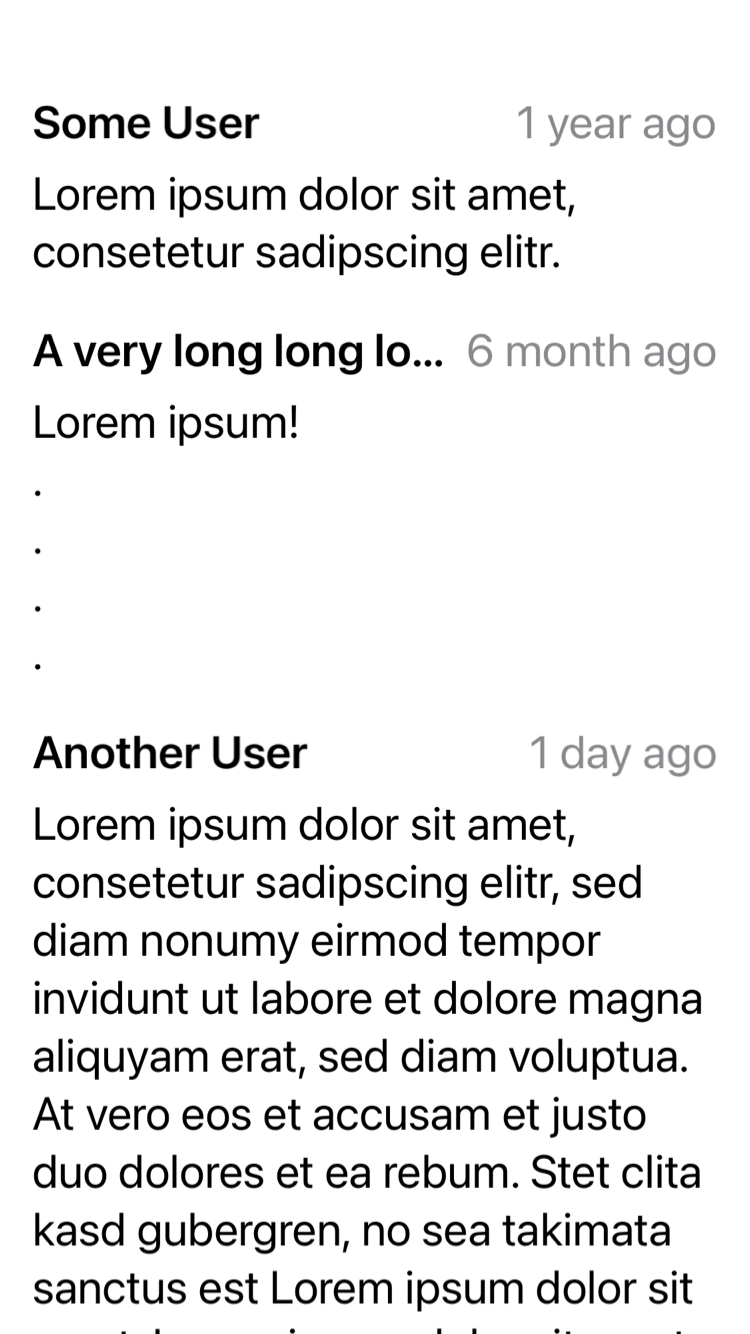 Some User 1 year ago
Lorem ipsum dolor sit amet,
consetetur sadipscing elitr.
A very long long lo... 6 month ago
Lorem ipsum!
.
.
.
.
Another User 1 day ago
Lorem ipsum dolor sit amet,
consetetur sadipscing elitr, sed
diam nonumy eirmod tempor
invidunt ut labore et dolore magna
aliquyam erat, sed diam voluptua.
At vero eos et accusam et justo
duo dolores et ea rebum. Stet clita
kasd gubergren, no sea takimata
sanctus est Lorem ipsum dolor sit